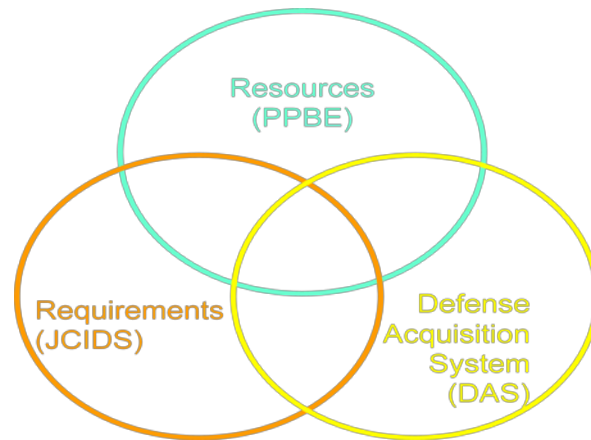 Resources
(PPBE)
Requirements
(JCIDS)
Defense
Acquisition
System
(DAS)